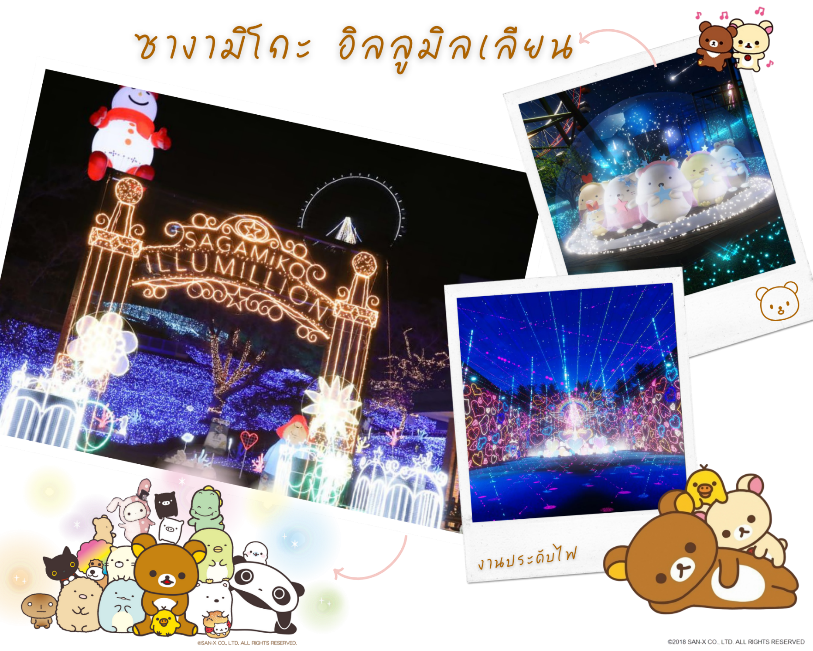 ซากามิโกะ อิลลูมิลเลียน
SAGAMIKO
ILLUMILLION
งานประดับไฟ
©SAN-X CO., LTD. ALL RIGHTS RESERVED.
©2018 SAN-X CO., LTD. ALL RIGHTS RESERVED